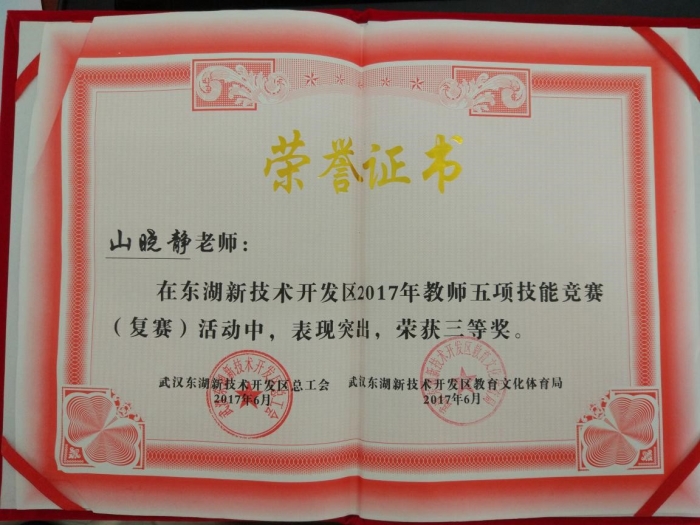 荣誉证书
山晓静老师：
在东湖新技术开发区2017年教师五项技能竞赛
（复赛）活动中，表现突出，荣获三等奖。
武汉东湖新技术开发区总工会 武汉东湖新技术开发区教育文化体育局
2017年6月 2017年6月